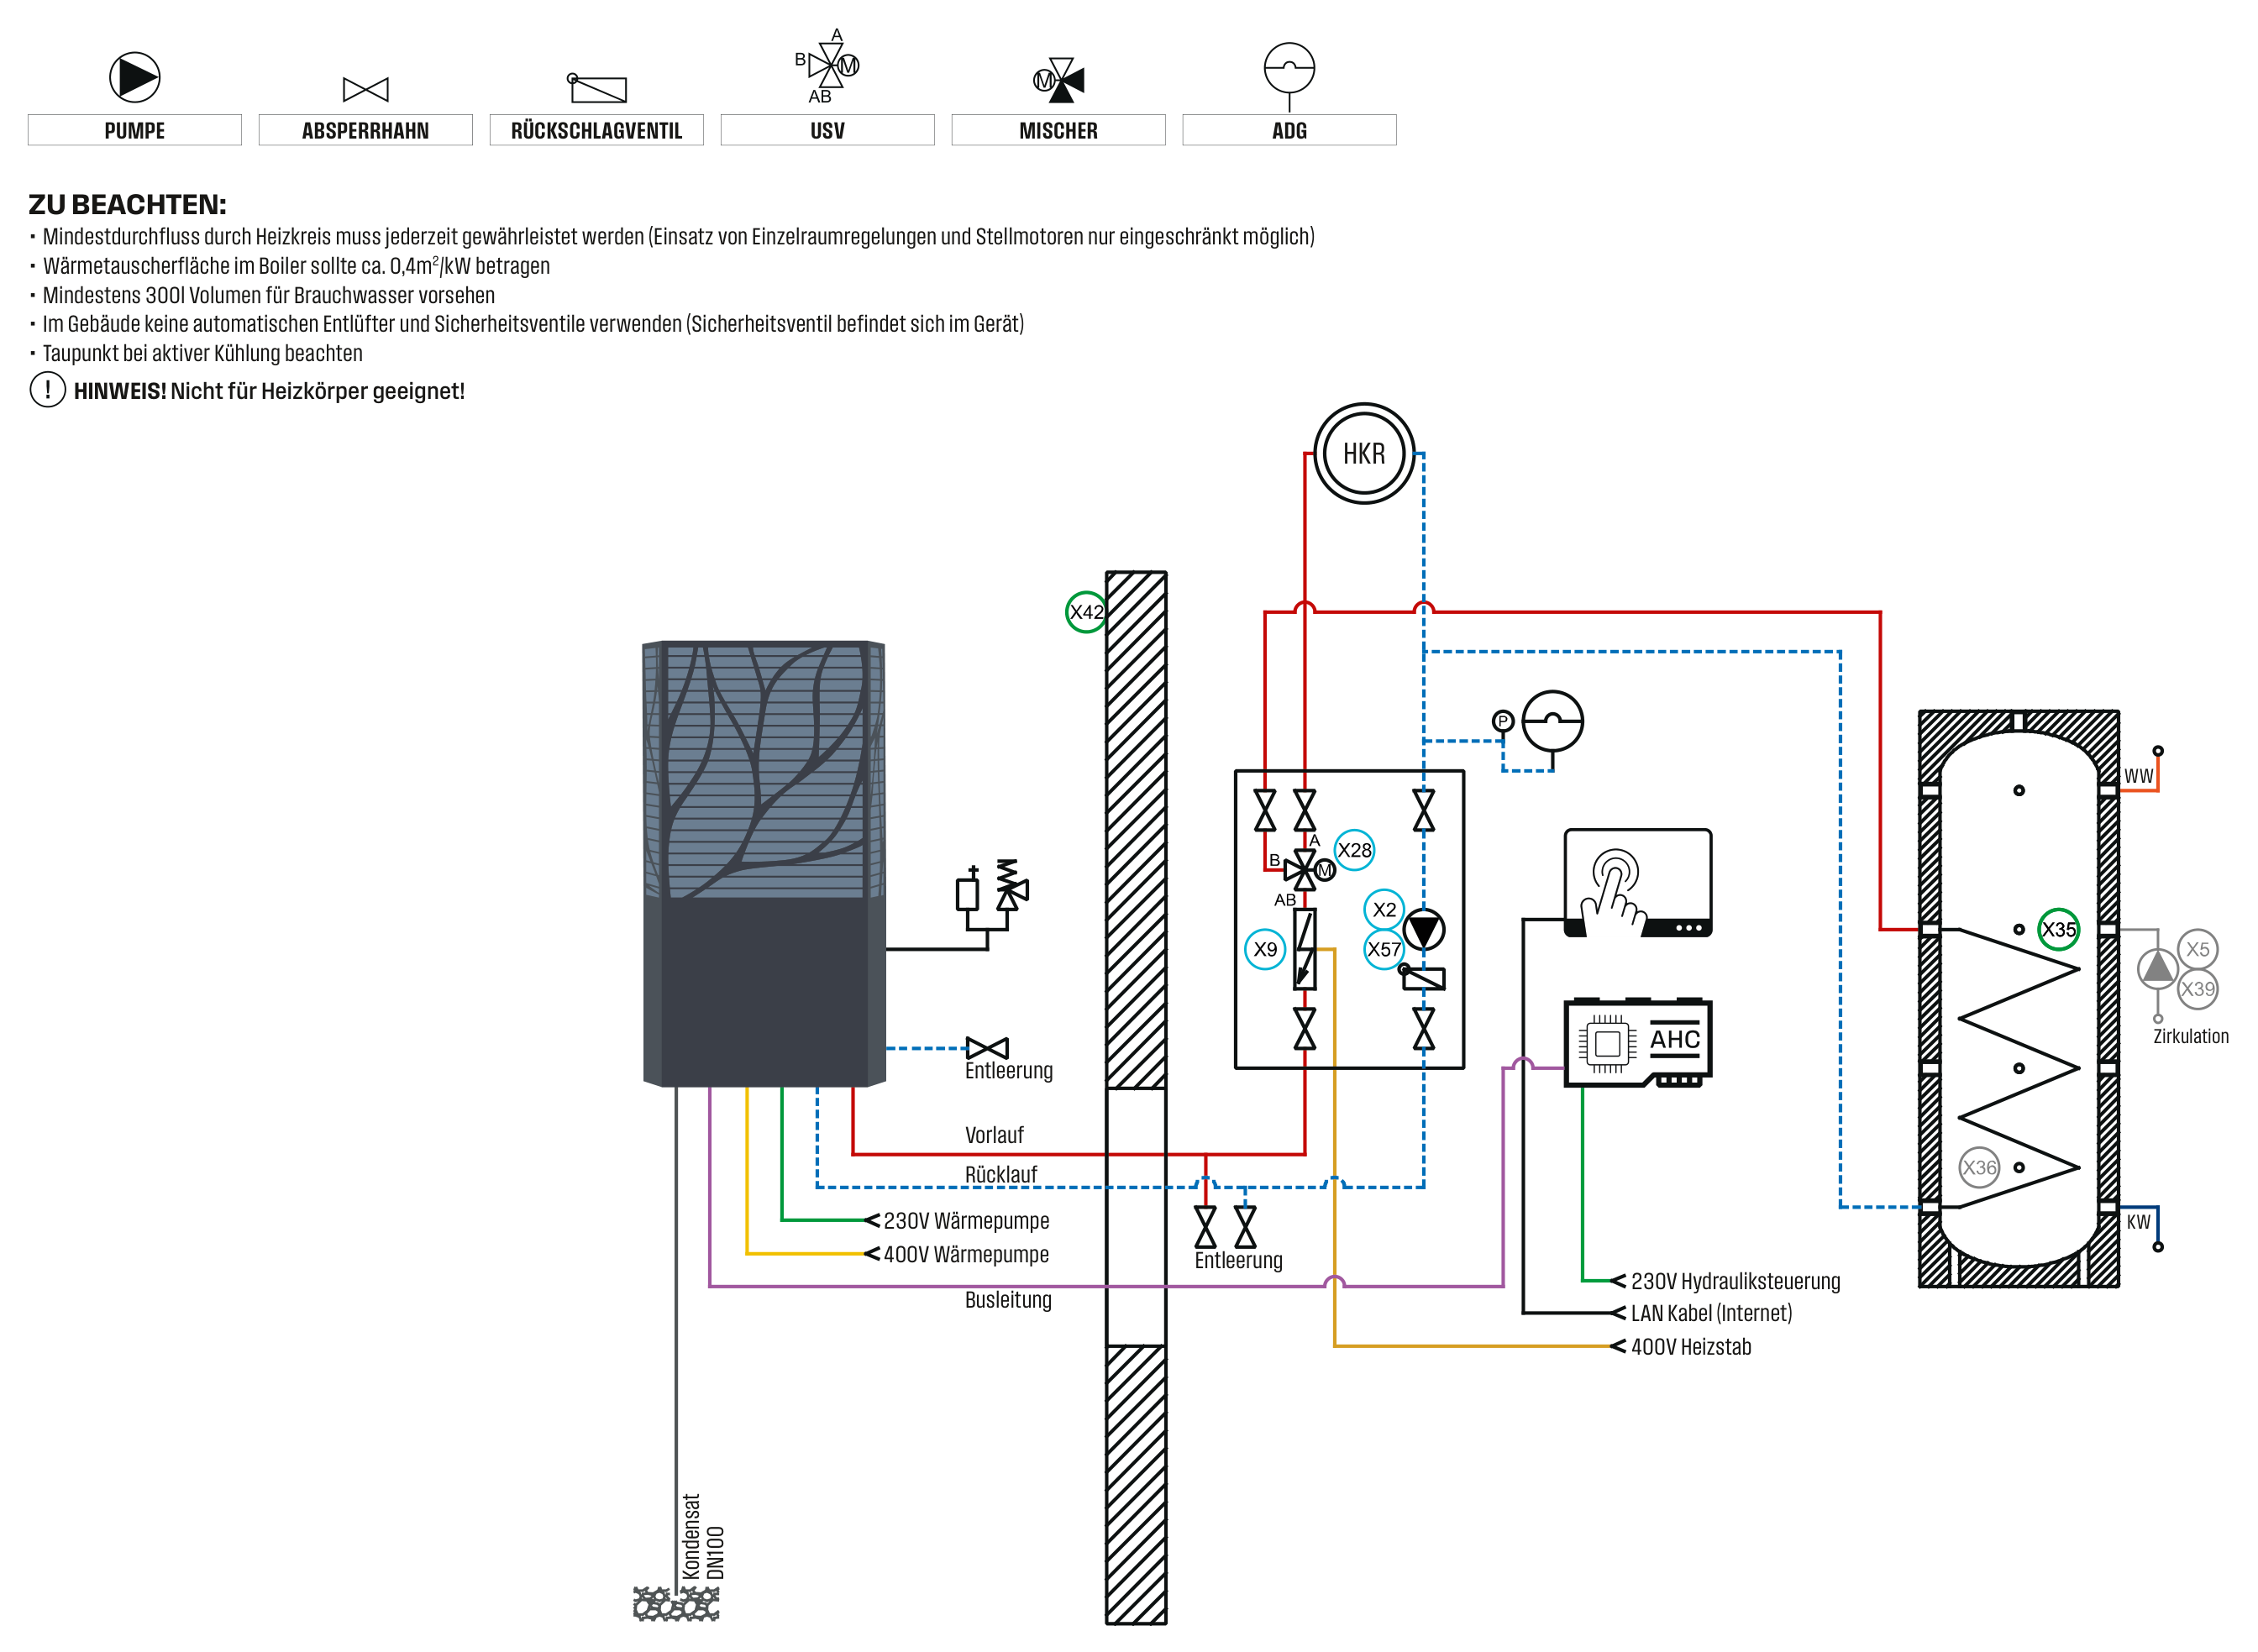 A
B
M
AB
M
PUMPE
ABSPERRHAHN
RÜCKSCHLAGVENTIL
USV
MISCHER
ADG
ZU BEACHTEN:
· Mindestdurchfluss durch Heizkreis muss jederzeit gewährleistet werden (Einsatz von Einzelraumregelungen und Stellmotoren nur eingeschränkt möglich)
· Wärmetauscherfläche im Boiler sollte ca. 0,4m²/kW betragen
· Mindestens 300l Volumen für Brauchwasser vorsehen
· Im Gebäude keine automatischen Entlüfter und Sicherheitsventile verwenden (Sicherheitsventil befindet sich im Gerät)
· Taupunkt bei aktiver Kühlung beachten
! HINWEIS! Nicht für Heizkörper geeignet!
HKR
X42
P
WW
A
X28
B
M
AB
X2
X9
X57
X35
X5
X39
Zirkulation
AHC
Entleerung
Vorlauf
Rücklauf
X36
KW
230V Wärmepumpe
400V Wärmepumpe
Entleerung
Busleitung
230V Hydrauliksteuerung
LAN Kabel (Internet)
400V Heizstab
Kondensat
DN100